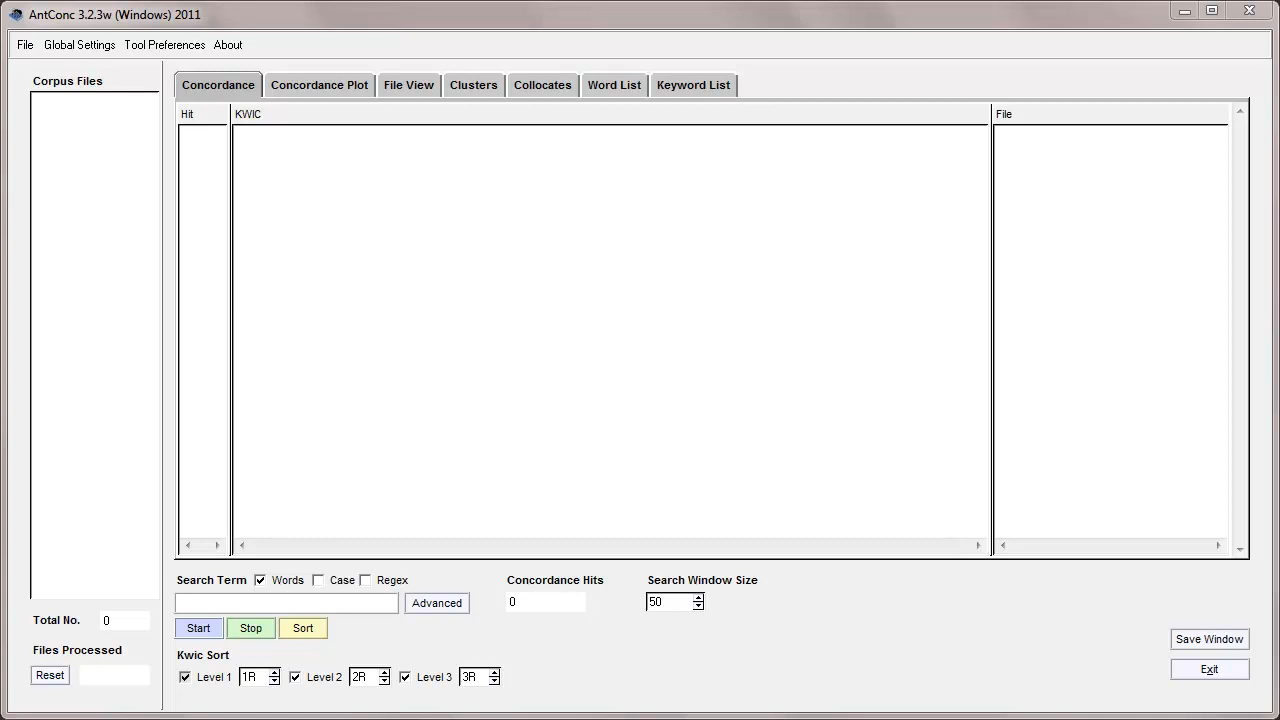 AntConc 3.2.3w (Windows) 2011
File Global Settings Tool Preferences About
Corpus Files
Concordance Concordance Plot File View Clusters Collocates Word List Keyword List
Hit KWIC File
Search Term Words Case Regex Concordance Hits Search Window Size
Advanced 0 50
Total No. 0
Start Stop Sort
Files Processed
Kwic Sort
Save Window
Reset
Level 1 1R Level 2 2R Level 3 3R
Exit